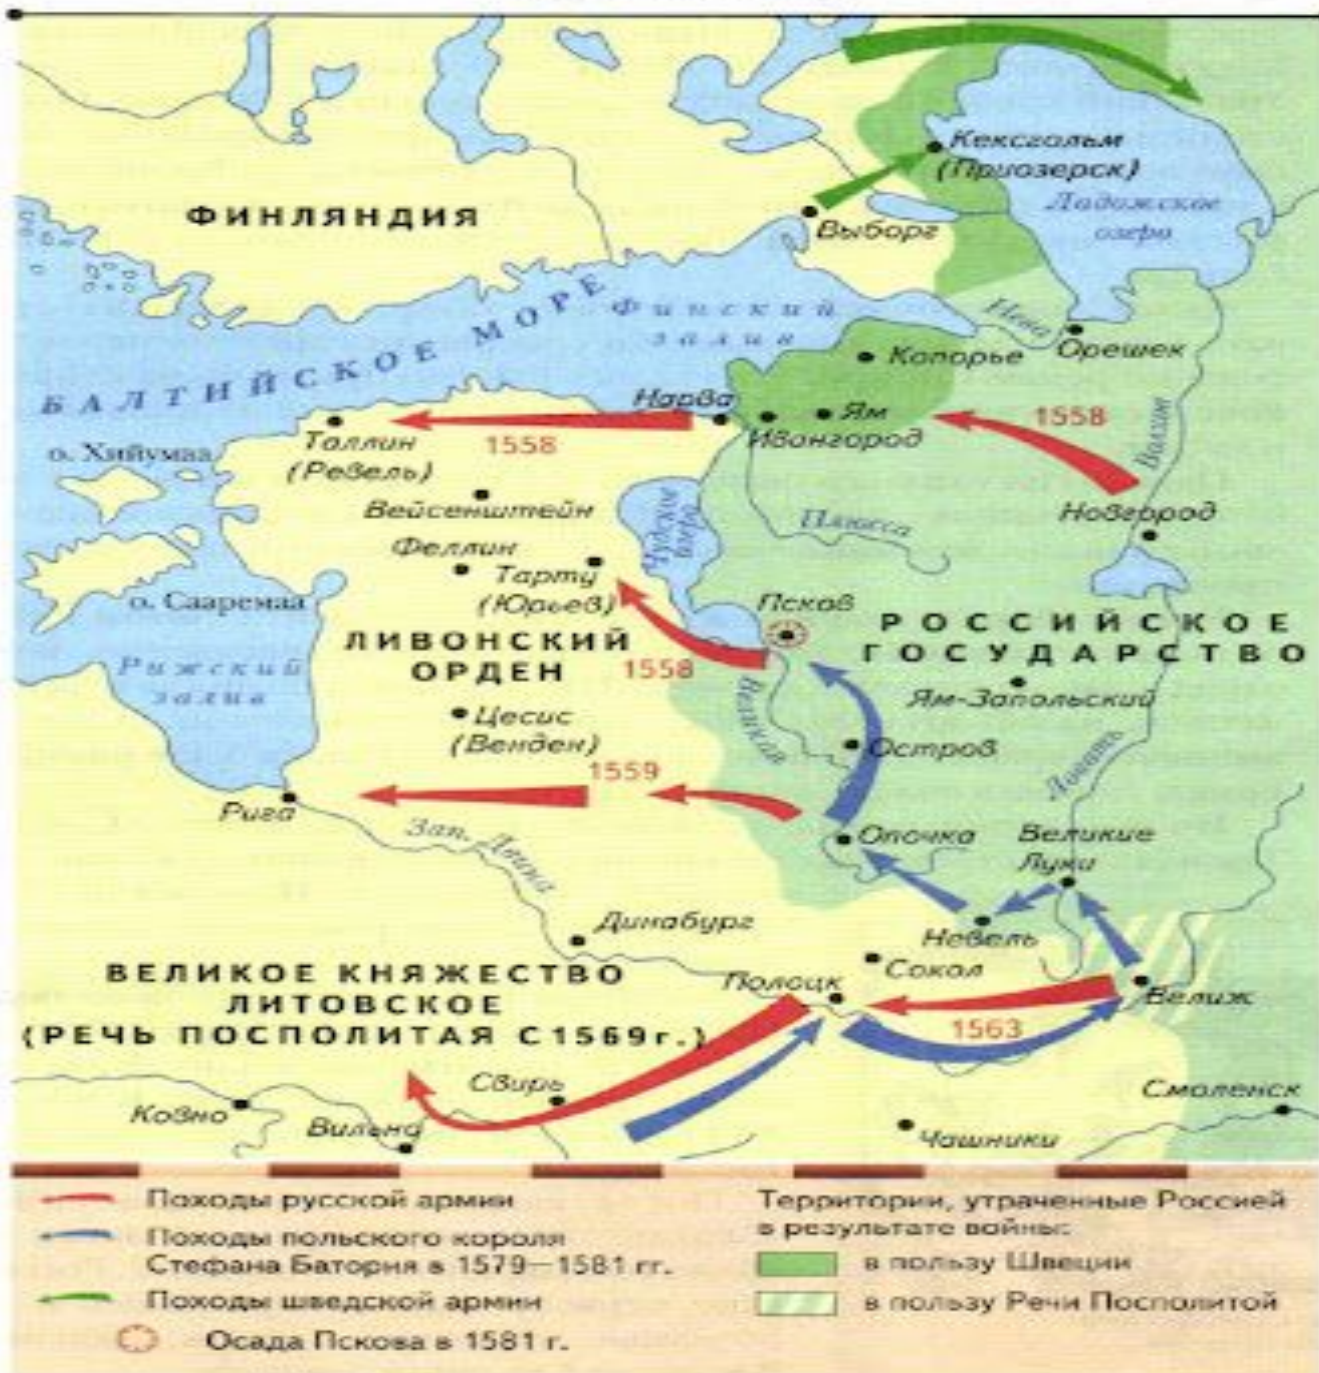 Кексгольм
(Приозерск)
Ладожское
озеро
ФИНЛЯНДИЯ
Выборг
БАЛТИЙСКОЕ МОРЕ
Финский
залив
Нева
Орешек
Копорье
Нарва
Ям
Ивангород
1558
Волхов
Таллин
(Ревель)
1558
о. Хийумаа
Вейсенштейн
Чудское
озеро
Плюсса
Новгород
Феллин
Тарту
(Юрьев)
о. Сааремаа
Псков
РОССИЙСКОЕ
ГОСУДАРСТВО
ЛИВОНСКИЙ
ОРДЕН
1558
Рижский
залив
Великая
Ям-Запольский
Цесис
(Венден)
Остров
Ловать
1559
Рига
Зап. Двина
Опочка
Великие
Луки
Динабург
Невель
Сокол
ВЕЛИКОЕ КНЯЖЕСТВО
ЛИТОВСКОЕ
(РЕЧЬ ПОСПОЛИТАЯ С 1569 г.)
Полоцк
Велиж
1563
Свирь
Ковно
Вильно
Смоленск
Чашники
Походы русской армии
Походы польского короля
Стефана Батория в 1579—1581 гг.
Походы шведской армии
Осада Пскова в 1581 г.
Территории, утраченные Россией
в результате войны:
в пользу Швеции
в пользу Речи Посполитой